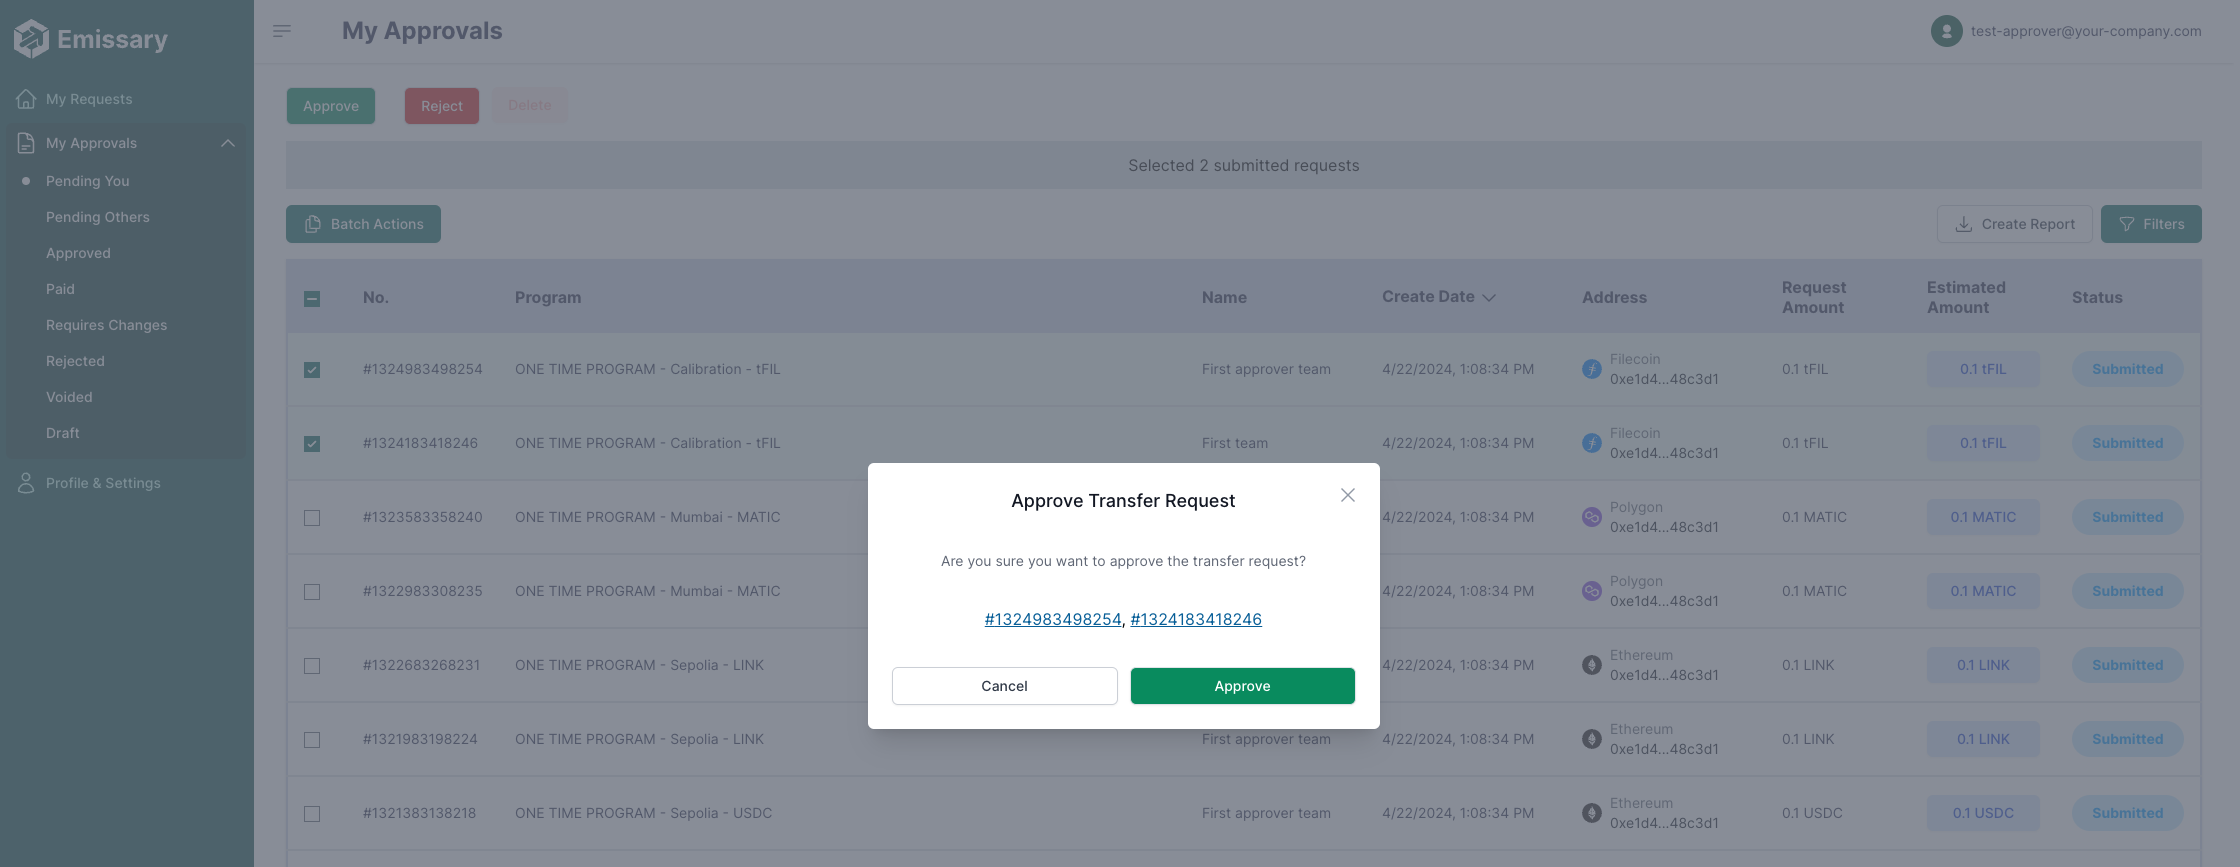 Emissary
My Requests
My Approvals
Pending You
Pending Others
Approved
Paid
Requires Changes
Rejected
Voided
Draft
Profile & Settings
My Approvals
test-approver@your-company.com
Approve Reject Delete
Selected 2 submitted requests
Batch Actions Create Report Filters
No. Program Name Create Date Address Request Amount Estimated Amount Status
#1324983498254 ONE TIME PROGRAM - Calibration - tFIL First approver team 4/22/2024, 1:08:34 PM Filecoin 0xe1d4...48c3d1 0.1 tFIL 0.1 tFIL Submitted
#1324183418246 ONE TIME PROGRAM - Calibration - tFIL First team 4/22/2024, 1:08:34 PM Filecoin 0xe1d4...48c3d1 0.1 tFIL 0.1 tFIL Submitted
#1323583358240 ONE TIME PROGRAM - Mumbai - MATIC 4/22/2024, 1:08:34 PM Polygon 0xe1d4...48c3d1 0.1 MATIC 0.1 MATIC Submitted
#1322983308235 ONE TIME PROGRAM - Mumbai - MATIC 4/22/2024, 1:08:34 PM Polygon 0xe1d4...48c3d1 0.1 MATIC 0.1 MATIC Submitted
#1322683268231 ONE TIME PROGRAM - Sepolia - LINK 4/22/2024, 1:08:34 PM Ethereum 0xe1d4...48c3d1 0.1 LINK 0.1 LINK Submitted
#1321983198224 ONE TIME PROGRAM - Sepolia - LINK First approver team 4/22/2024, 1:08:34 PM Ethereum 0xe1d4...48c3d1 0.1 LINK 0.1 LINK Submitted
#1321383138218 ONE TIME PROGRAM - Sepolia - USDC First approver team 4/22/2024, 1:08:34 PM Ethereum 0xe1d4...48c3d1 0.1 USDC 0.1 USDC Submitted
Approve Transfer Request
Are you sure you want to approve the transfer request?
#1324983498254, #1324183418246
Cancel Approve